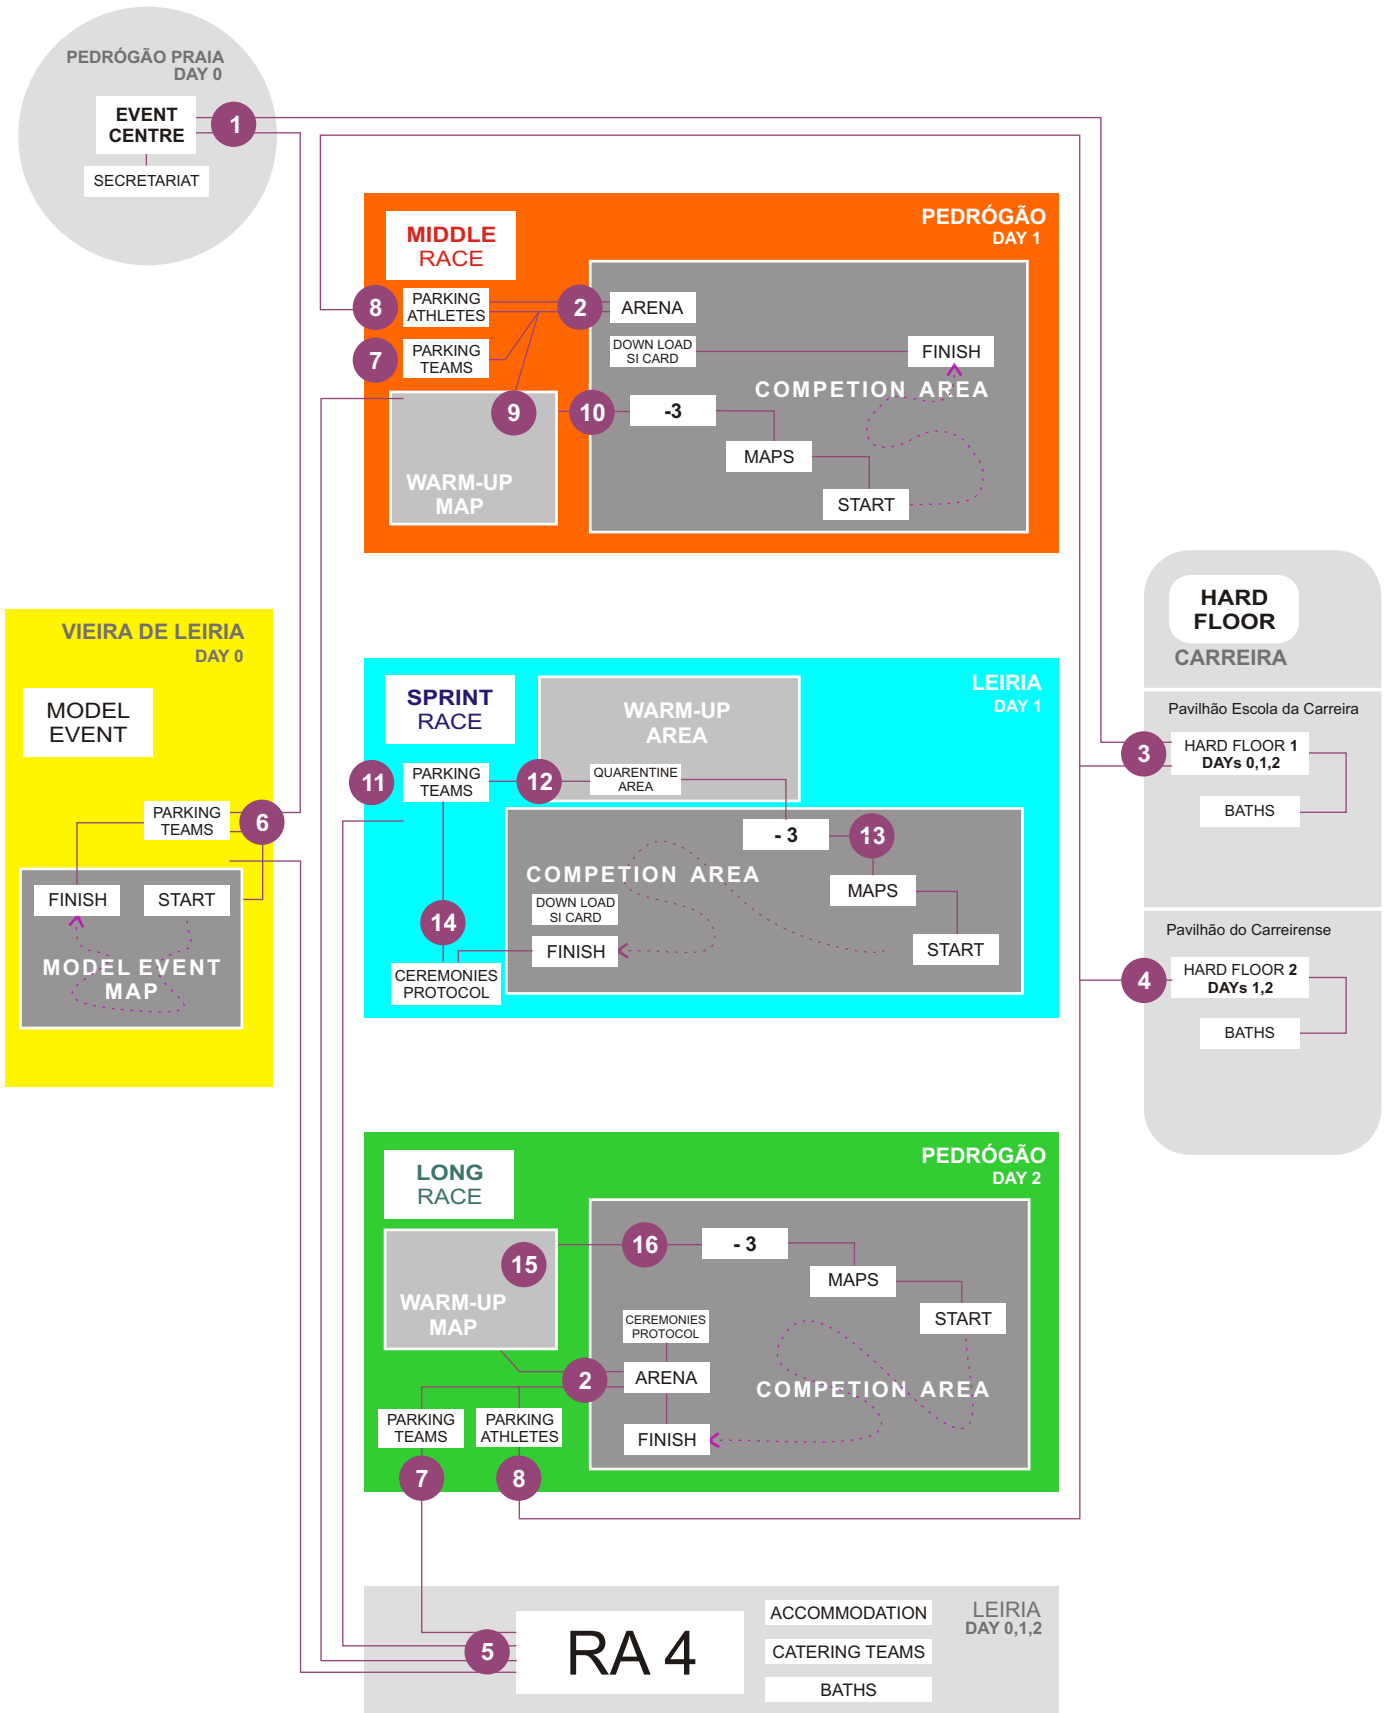 PEDRÓGÃO PRAIA
DAY 0
EVENT
CENTRE
1
SECRETARIAT
PEDRÓGÃO
DAY 1
MIDDLE
RACE
8
PARKING
ATHLETES
2
ARENA
7
PARKING
TEAMS
DOWN LOAD
SI CARD
FINISH
COMPETION AREA
9
10
-3
MAPS
WARM-UP
MAP
START
VIEIRA DE LEIRIA
DAY 0
MODEL
EVENT
PARKING
TEAMS
6
FINISH
START
MODEL EVENT
MAP
LEIRIA
DAY 1
SPRINT
RACE
WARM-UP
AREA
11
PARKING
TEAMS
12
QUARENTINE
AREA
- 3
13
COMPETION AREA
MAPS
DOWN LOAD
SI CARD
14
FINISH
START
CEREMONIES
PROTOCOL
HARD
FLOOR
CARREIRA
Pavilhão Escola da Carreira
3
HARD FLOOR 1
DAYs 0,1,2
BATHS
Pavilhão do Carreirense
4
HARD FLOOR 2
DAYs 1,2
BATHS
PEDRÓGÃO
DAY 2
LONG
RACE
16
- 3
15
MAPS
WARM-UP
MAP
START
CEREMONIES
PROTOCOL
2
ARENA
COMPETION AREA
PARKING
TEAMS
PARKING
ATHLETES
FINISH
7
8
LEIRIA
DAY 0,1,2
5
RA 4
ACCOMMODATION
CATERING TEAMS
BATHS